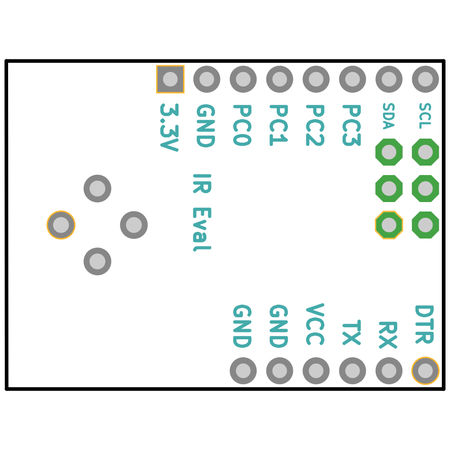 3.3V
GND
PC0
PC1
PC2
PC3
SDA
SCL
IR Eval
GND
GND
VCC
TX
RX
DTR